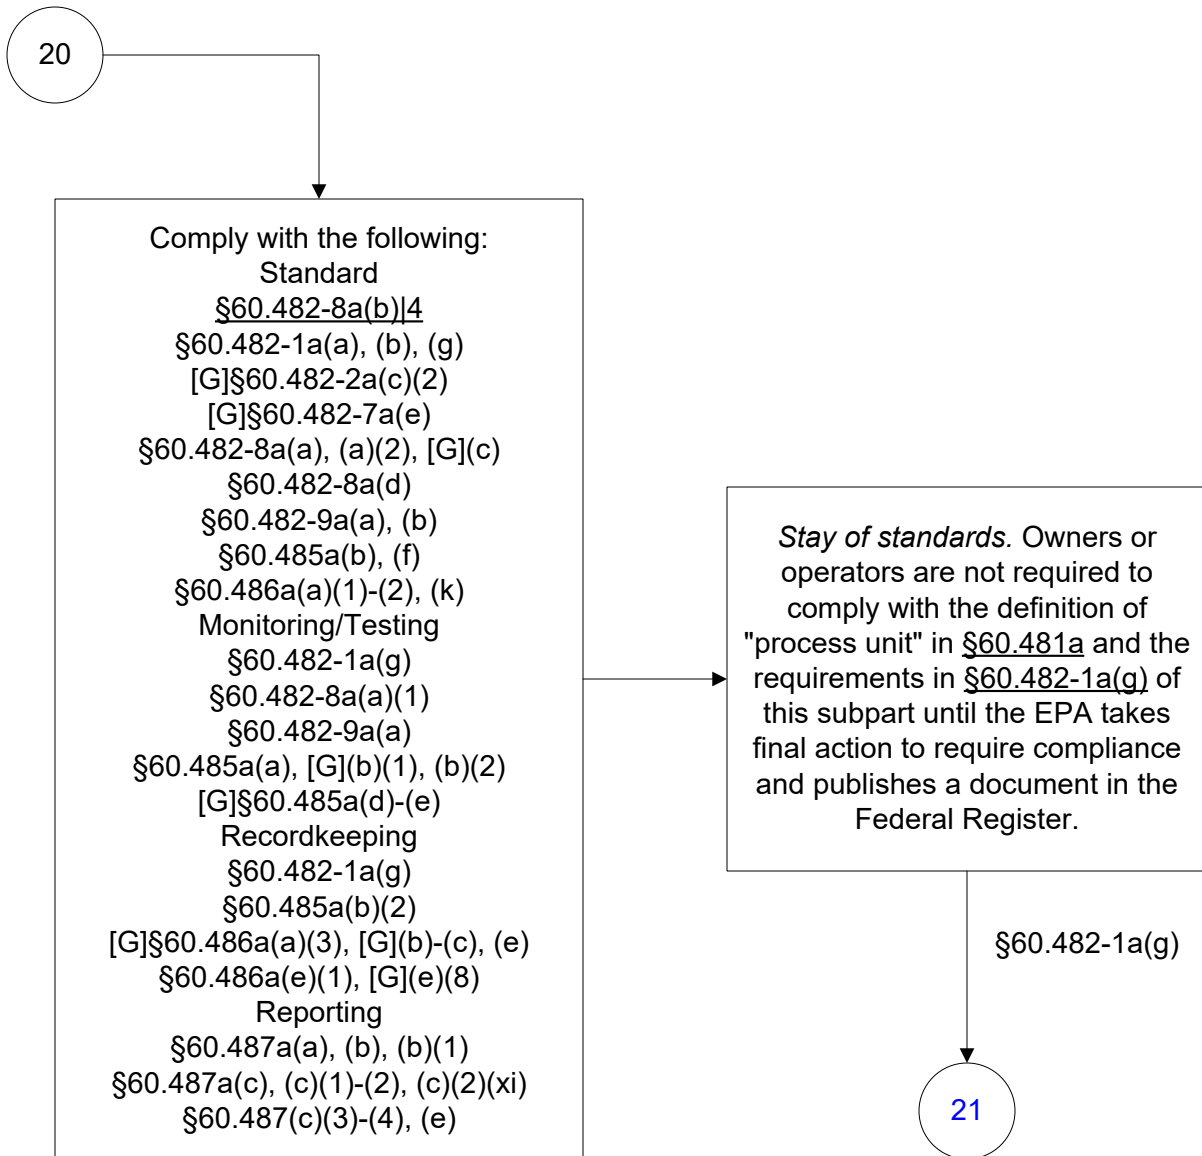 20
Comply with the following:
Standard
§60.482-8a(b)|4
§60.482-1a(a), (b), (g)
[G]§60.482-2a(c)(2)
[G]§60.482-7a(e)
§60.482-8a(a), (a)(2), [G](c)
§60.482-8a(d)
§60.482-9a(a), (b)
§60.485a(b), (f)
§60.486a(a)(1)-(2), (k)
Monitoring/Testing
§60.482-1a(g)
§60.482-8a(a)(1)
§60.482-9a(a)
§60.485a(a), [G](b)(1), (b)(2)
[G]§60.485a(d)-(e)
Recordkeeping
§60.482-1a(g)
§60.485a(b)(2)
[G]§60.486a(a)(3), [G](b)-(c), (e)
§60.486a(e)(1), [G](e)(8)
Reporting
§60.487a(a), (b), (b)(1)
§60.487a(c), (c)(1)-(2), (c)(2)(xi)
§60.487(c)(3)-(4), (e)
Stay of standards. Owners or
operators are not required to
comply with the definition of
"process unit" in §60.481a and the
requirements in §60.482-1a(g) of
this subpart until the EPA takes
final action to require compliance
and publishes a document in the
Federal Register.
§60.482-1a(g)
21